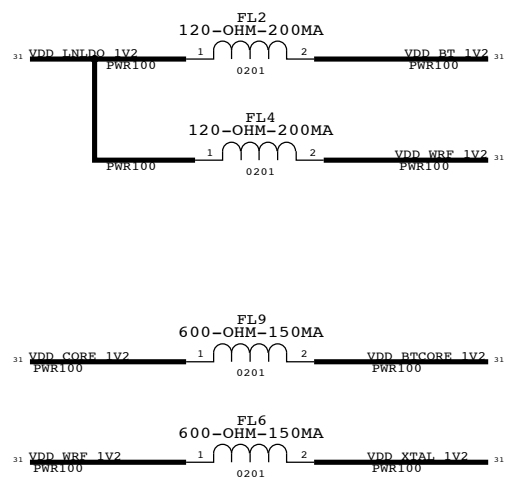 FL2
120-OHM-200MA
31 VDD_LNLDO_1V2 1 2 VDD_BT_1V2 31
PWR100 0201 PWR100
FL4
120-OHM-200MA
1 2 VDD_WRF_1V2 31
PWR100 0201 PWR100
FL9
600-OHM-150MA
31 VDD_CORE_1V2 1 2 VDD_BTCORE_1V2 31
PWR100 0201 PWR100
FL6
600-OHM-150MA
31 VDD_WRF_1V2 1 2 VDD_XTAL_1V2 31
PWR100 0201 PWR100